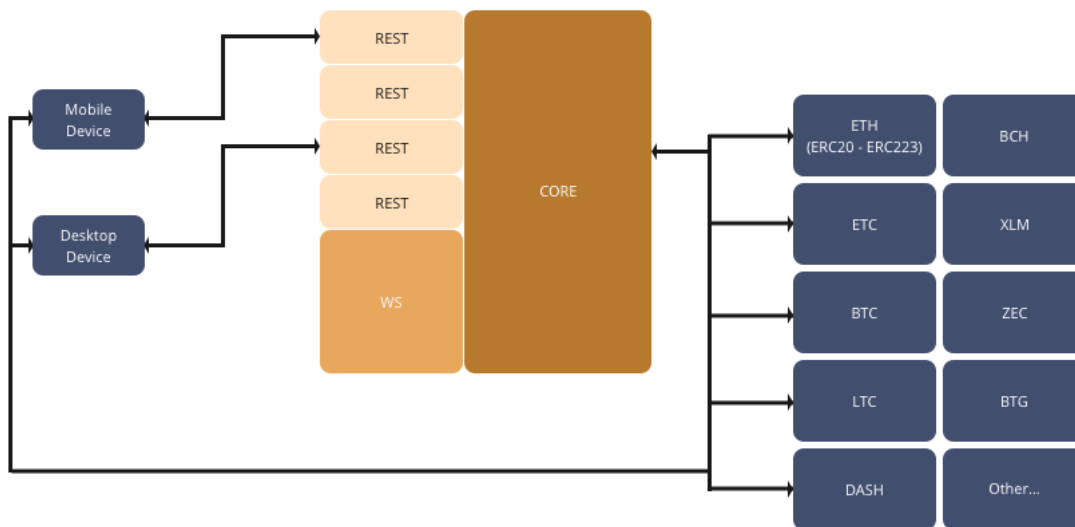 Mobile
Device
Desktop
Device
REST
REST
REST
REST
WS
CORE
ETH
(ERC20 - ERC223)
BCH
ETC
XLM
BTC
ZEC
LTC
BTG
DASH
Other...